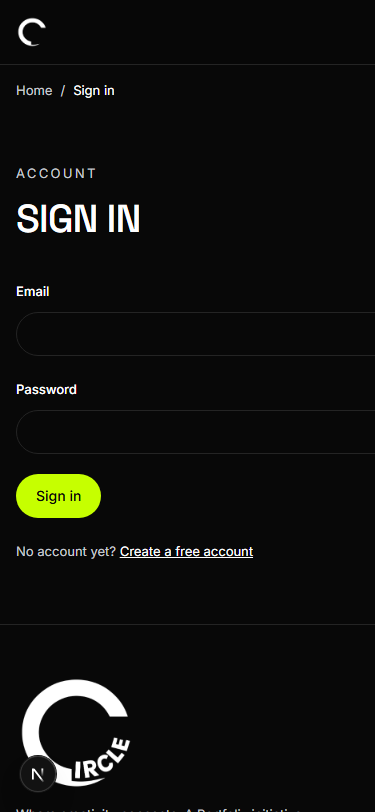 Home / Sign in
ACCOUNT
SIGN IN
Email
Password
Sign in
No account yet? Create a free account
IRCLE
N